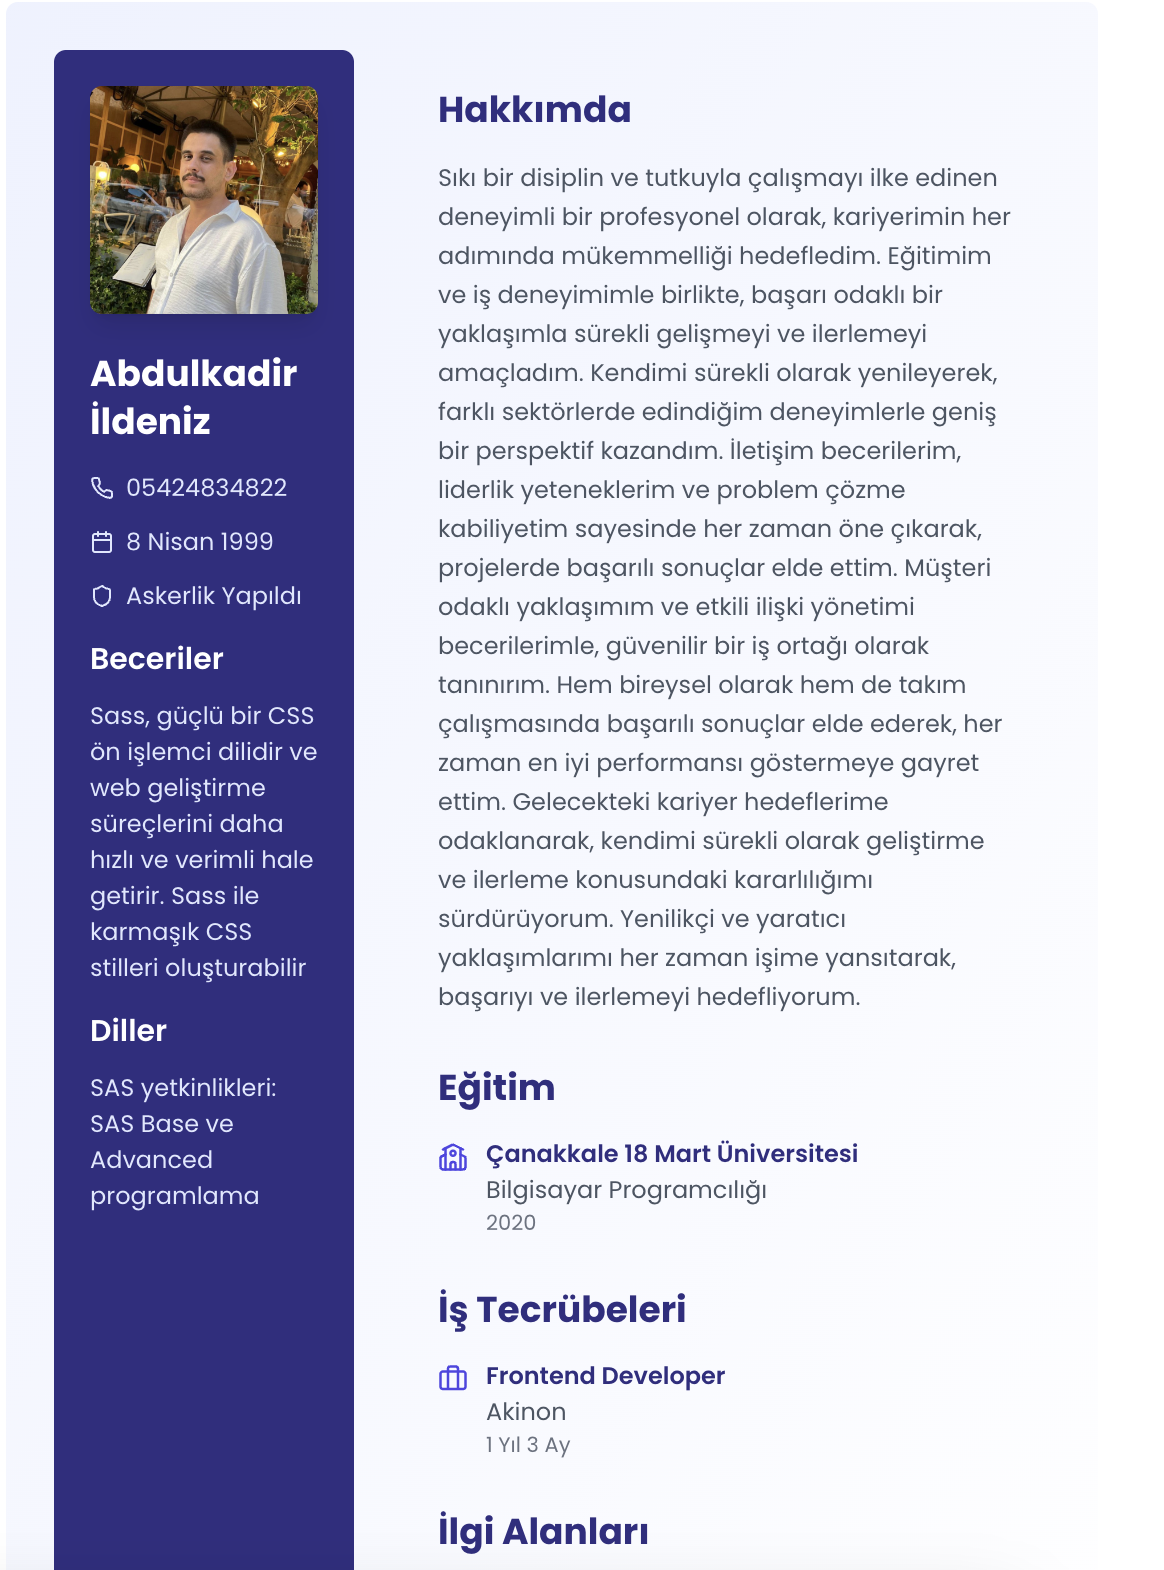 Abdulkadir
İldeniz
05424834822
8 Nisan 1999
Askerlik Yapıldı
Beceriler
Sass, güçlü bir CSS
ön işlemci dilidir ve
web geliştirme
süreçlerini daha
hızlı ve verimli hale
getirir. Sass ile
karmaşık CSS
stilleri oluşturabilir
Diller
SAS yetkinlikleri:
SAS Base ve
Advanced
programlama
Hakkımda
Sıkı bir disiplin ve tutkuyla çalışmayı ilke edinen
deneyimli bir profesyonel olarak, kariyerimin her
adımında mükemmelliği hedefledim. Eğitimim
ve iş deneyimimle birlikte, başarı odaklı bir
yaklaşımla sürekli gelişmeyi ve ilerlemeyi
amaçladım. Kendimi sürekli olarak yenileyerek,
farklı sektörlerde edindiğim deneyimlerle geniş
bir perspektif kazandım. İletişim becerilerim,
liderlik yeteneklerim ve problem çözme
kabiliyetim sayesinde her zaman öne çıkarak,
projelerde başarılı sonuçlar elde ettim. Müşteri
odaklı yaklaşımım ve etkili ilişki yönetimi
becerilerimle, güvenilir bir iş ortağı olarak
tanınırım. Hem bireysel olarak hem de takım
çalışmasında başarılı sonuçlar elde ederek, her
zaman en iyi performansı göstermeye gayret
ettim. Gelecekteki kariyer hedeflerime
odaklanarak, kendimi sürekli olarak geliştirme
ve ilerleme konusundaki kararlılığımı
sürdürüyorum. Yenilikçi ve yaratıcı
yaklaşımlarımı her zaman işime yansıtarak,
başarıyı ve ilerlemeyi hedefliyorum.
Eğitim
Çanakkale 18 Mart Üniversitesi
Bilgisayar Programcılığı
2020
İş Tecrübeleri
Frontend Developer
Akinon
1 Yıl 3 Ay
İlgi Alanları